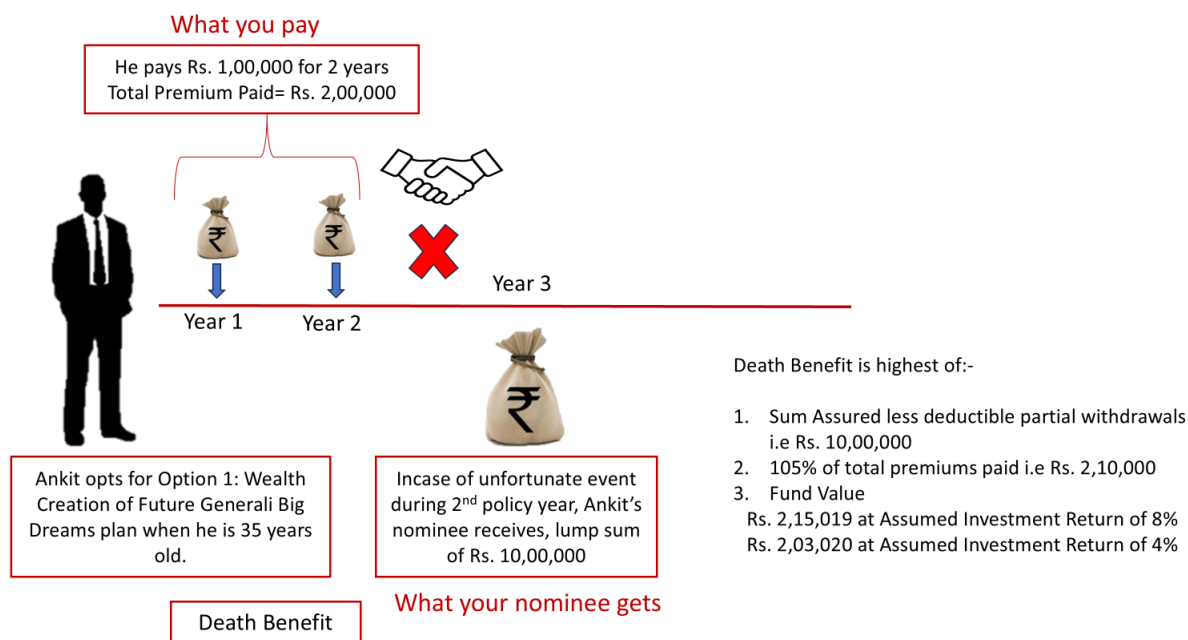 What you pay
He pays Rs. 1,00,000 for 2 years
Total Premium Paid= Rs. 2,00,000
₹
₹
Year 3
Year 1
Year 2
₹
Ankit opts for Option 1: Wealth
Creation of Future Generali Big
Dreams plan when he is 35 years
old.
Incase of unfortunate event
during 2nd policy year, Ankit’s
nominee receives, lump sum
of Rs. 10,00,000
What your nominee gets
Death Benefit
Death Benefit is highest of:-
1. Sum Assured less deductible partial withdrawals
i.e Rs. 10,00,000
2. 105% of total premiums paid i.e Rs. 2,10,000
3. Fund Value
Rs. 2,15,019 at Assumed Investment Return of 8%
Rs. 2,03,020 at Assumed Investment Return of 4%